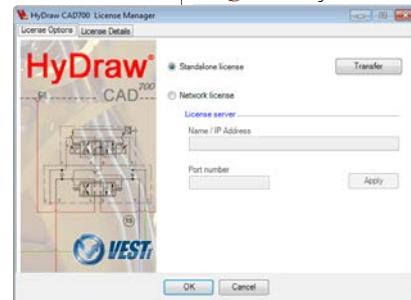 HyDraw CAD700 License Manager
License Options
License Details
HyDraw®
CAD700
Standalone license
Transfer
Network license
License server
Name / IP Address
Port number
Apply
VESTi
OK
Cancel